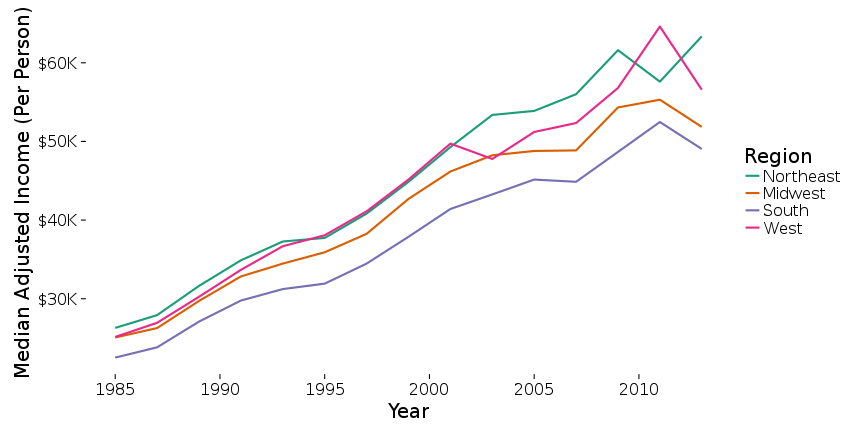 Median Adjusted Income (Per Person)
$60K
$50K
$40K
$30K
1985 1990 1995 2000 2005 2010
Year
Region
Northeast
Midwest
South
West